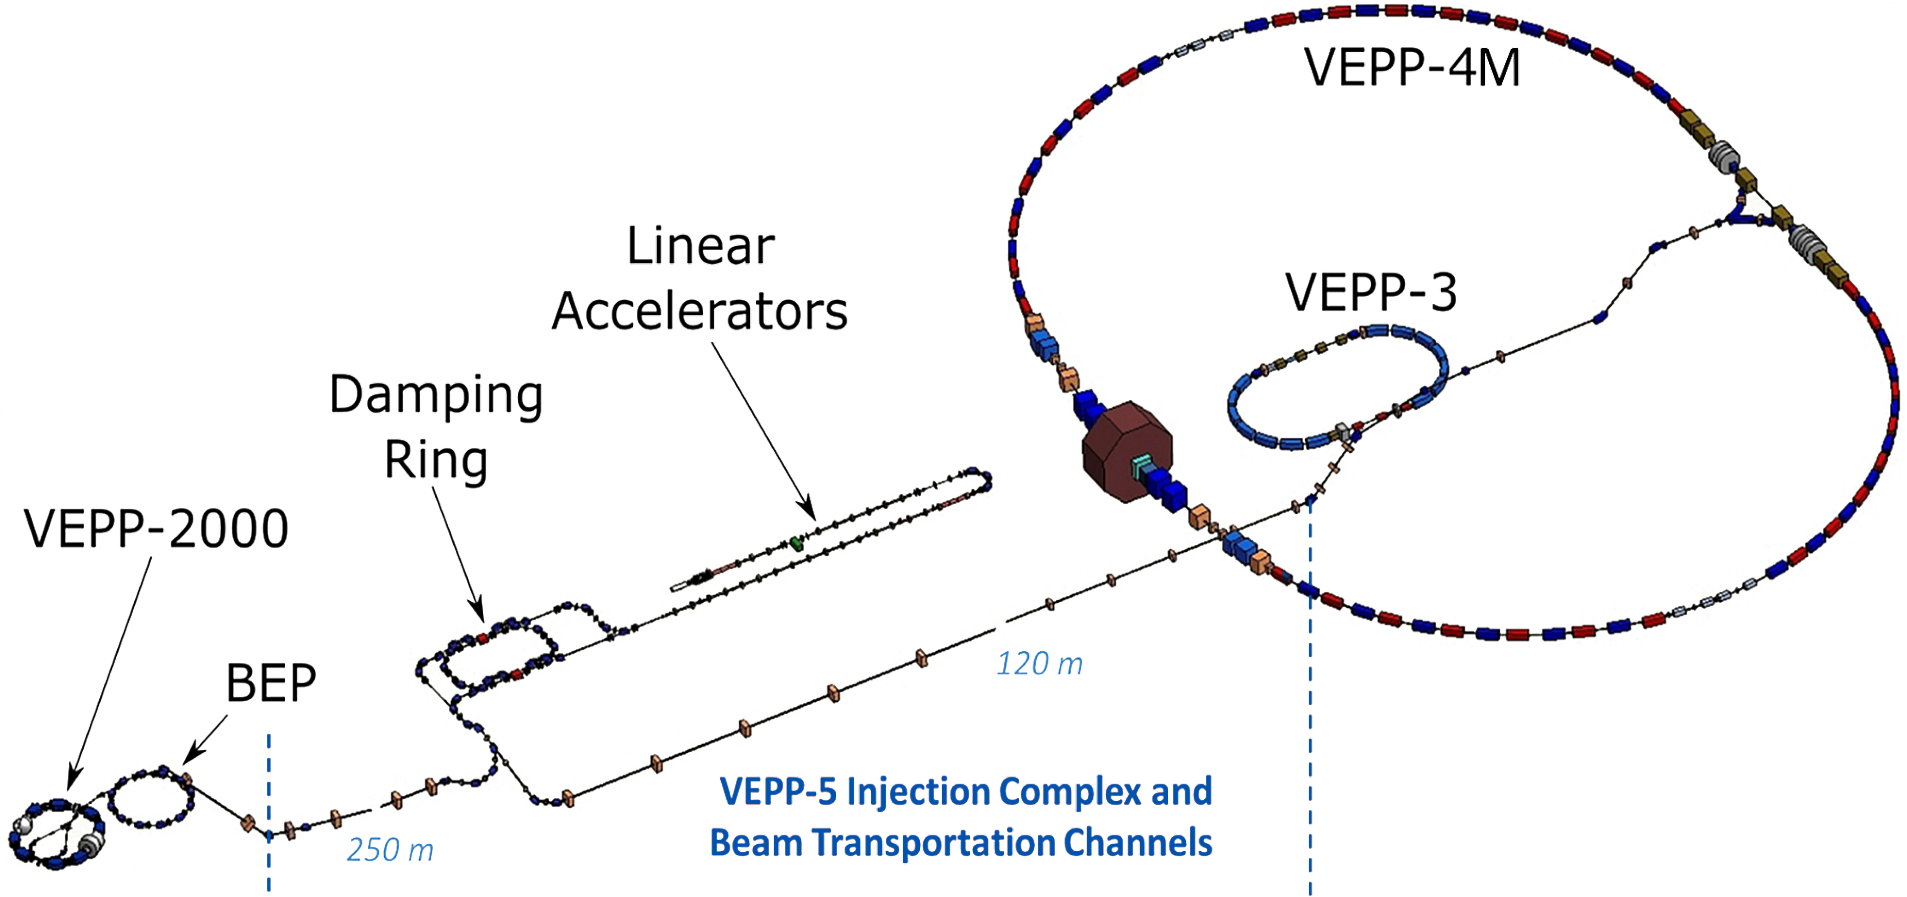 VEPP-4M
Linear
Accelerators
VEPP-3
Damping
Ring
VEPP-2000
BEP
120 m
250 m
VEPP-5 Injection Complex and
Beam Transportation Channels